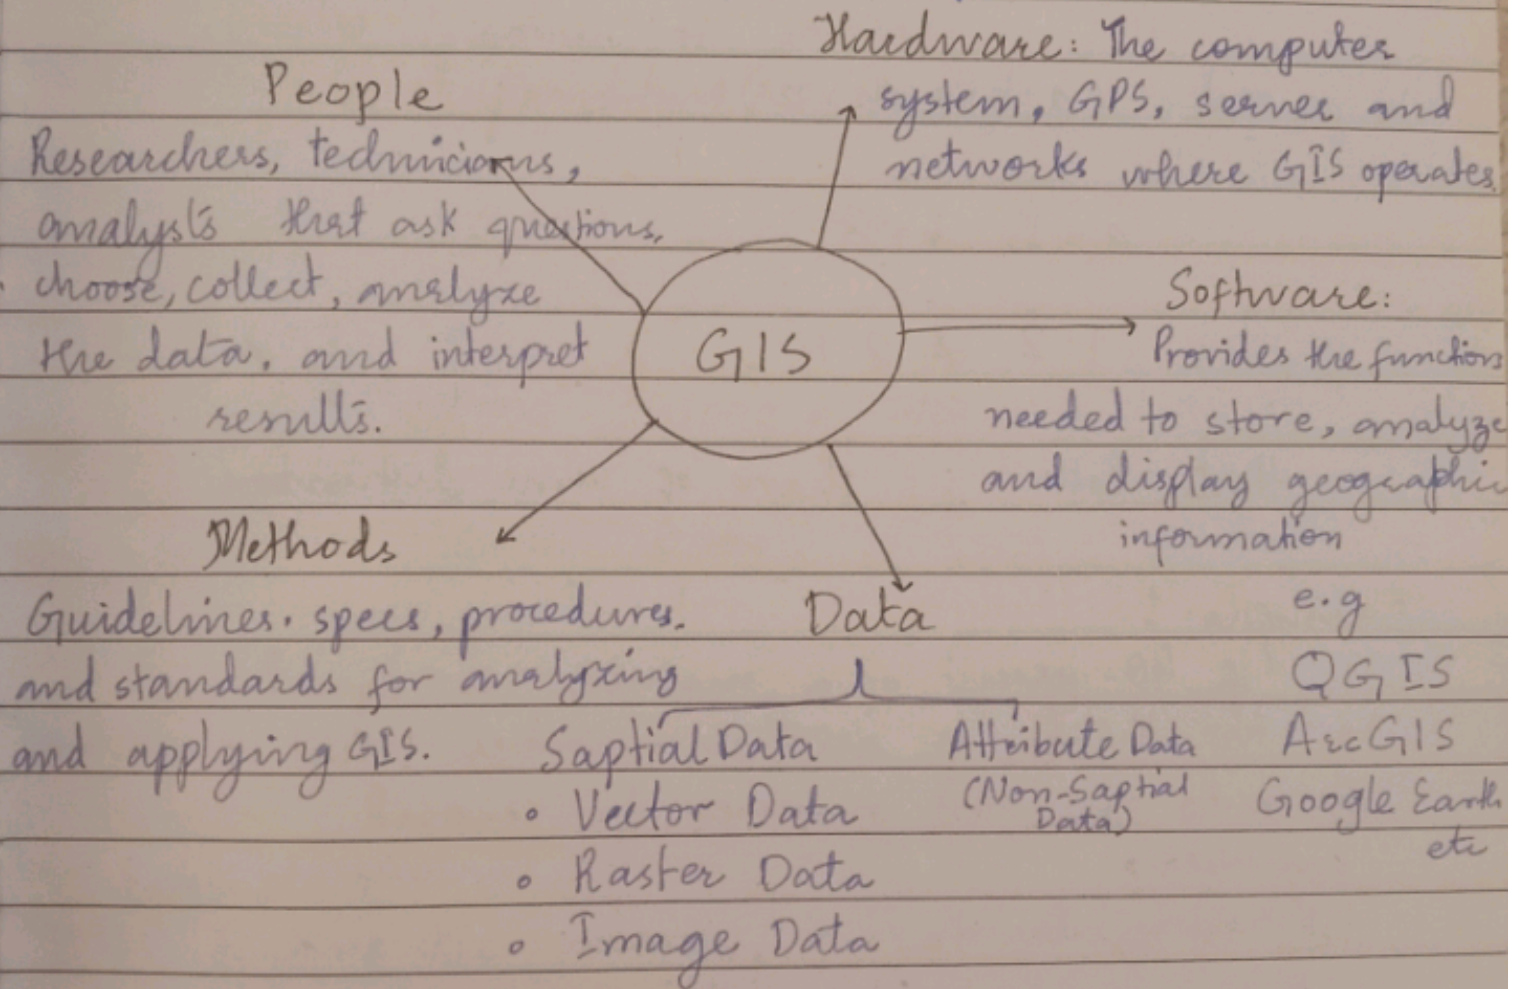 Hardware: The computer
system, GPS, server and
networks where GIS operates.
People
Researchers, technicians,
analysts that ask questions,
choose, collect, analyze
the data, and interpret
results.
GIS
Software:
Provides the functions
needed to store, analyze
and display geographic
information
e.g
QGIS
ArcGIS
Google Earth
etc
Methods
Guidelines. specs, procedures.
and standards for analyzing
and applying GIS.
Data
Saptial Data
• Vector Data
• Raster Data
• Image Data
Attribute Data
(Non-Saptial
Data)